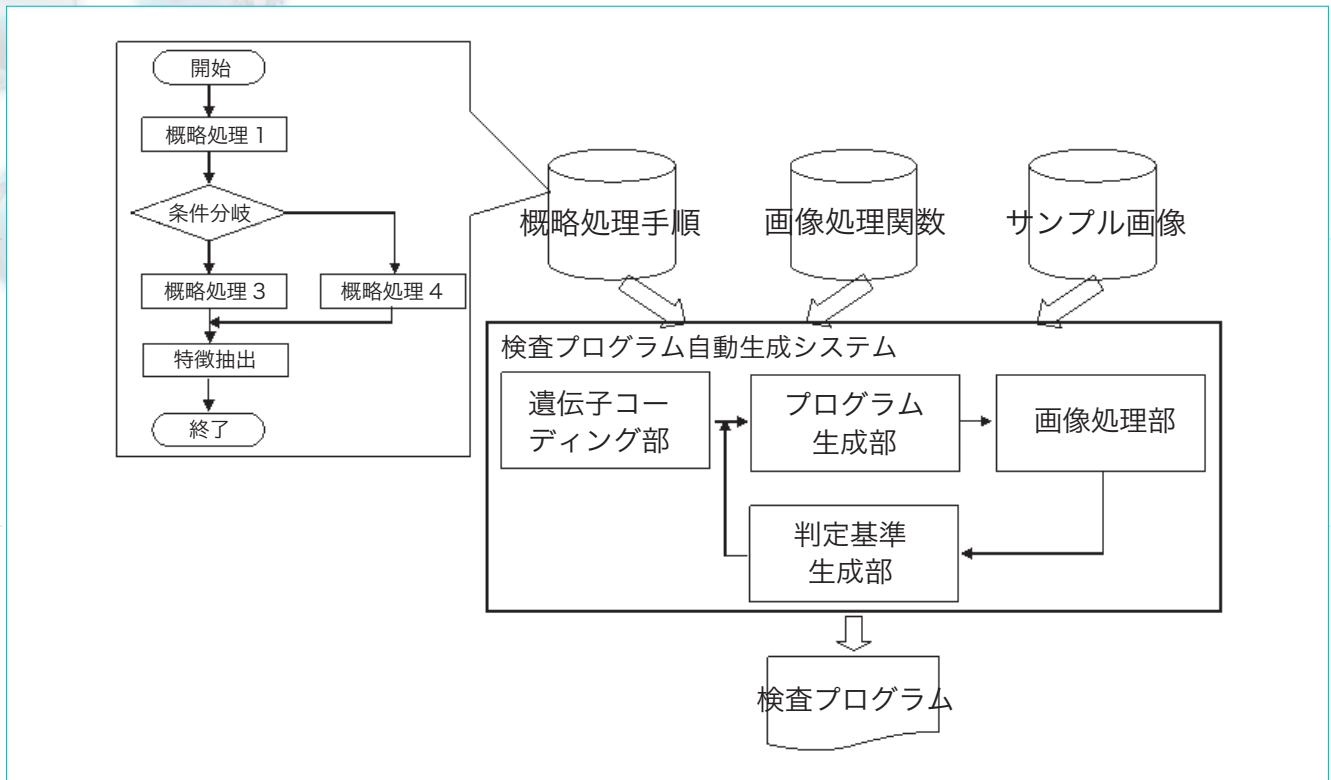 開始
概略処理 1
条件分岐
概略処理 3
概略処理 4
特徴抽出
終了
概略処理手順
画像処理関数
サンプル画像
検査プログラム自動生成システム
遺伝子コー
ディング部
プログラム
生成部
画像処理部
判定基準
生成部
検査プログラム